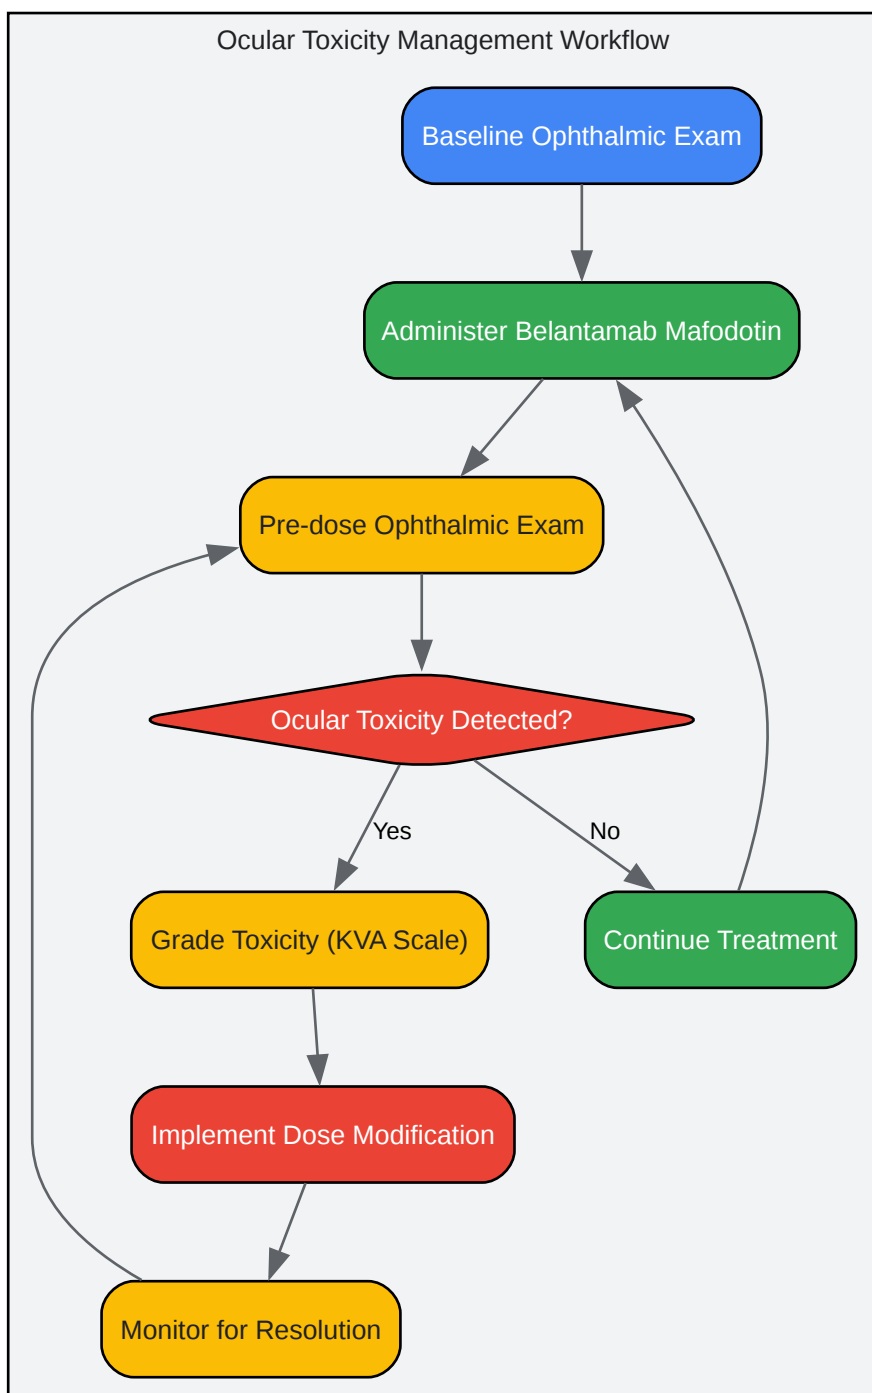 Ocular Toxicity Management Workflow
Baseline Ophthalmic Exam
Administer Belantamab Mafodotin
Pre-dose Ophthalmic Exam
Ocular Toxicity Detected?
Yes
No
Grade Toxicity (KVA Scale)
Continue Treatment
Implement Dose Modification
Monitor for Resolution